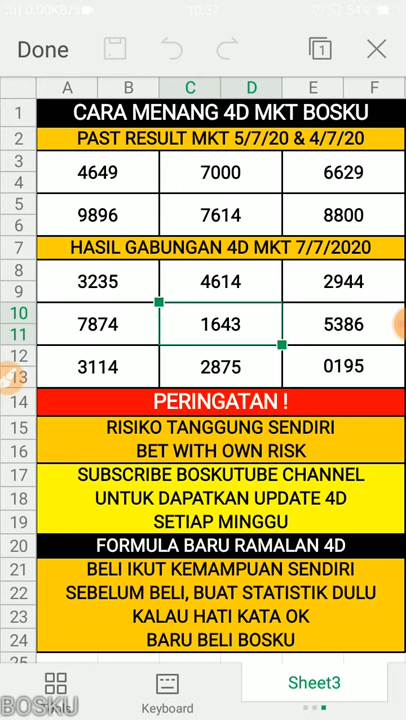 10:37
54%
Done
1
A B C D E F
1 CARA MENANG 4D MKT BOSKU
2 PAST RESULT MKT 5/7/20 & 4/7/20
3
4649 7000 6629
4
5
9896 7614 8800
6
7 HASIL GABUNGAN 4D MKT 7/7/2020
8
3235 4614 2944
9
10
7874 1643 5386
11
12
3114 2875 0195
13
14 PERINGATAN !
15 RISIKO TANGGUNG SENDIRI
16 BET WITH OWN RISK
17 SUBSCRIBE BOSKUTUBE CHANNEL
18 UNTUK DAPATKAN UPDATE 4D
19 SETIAP MINGGU
20 FORMULA BARU RAMALAN 4D
21 BELI IKUT KEMAMPUAN SENDIRI
22 SEBELUM BELI, BUAT STATISTIK DULU
23 KALAU HATI KATA OK
24 BARU BELI BOSKU
25
Sheet3
BOSKU
Tools Keyboard